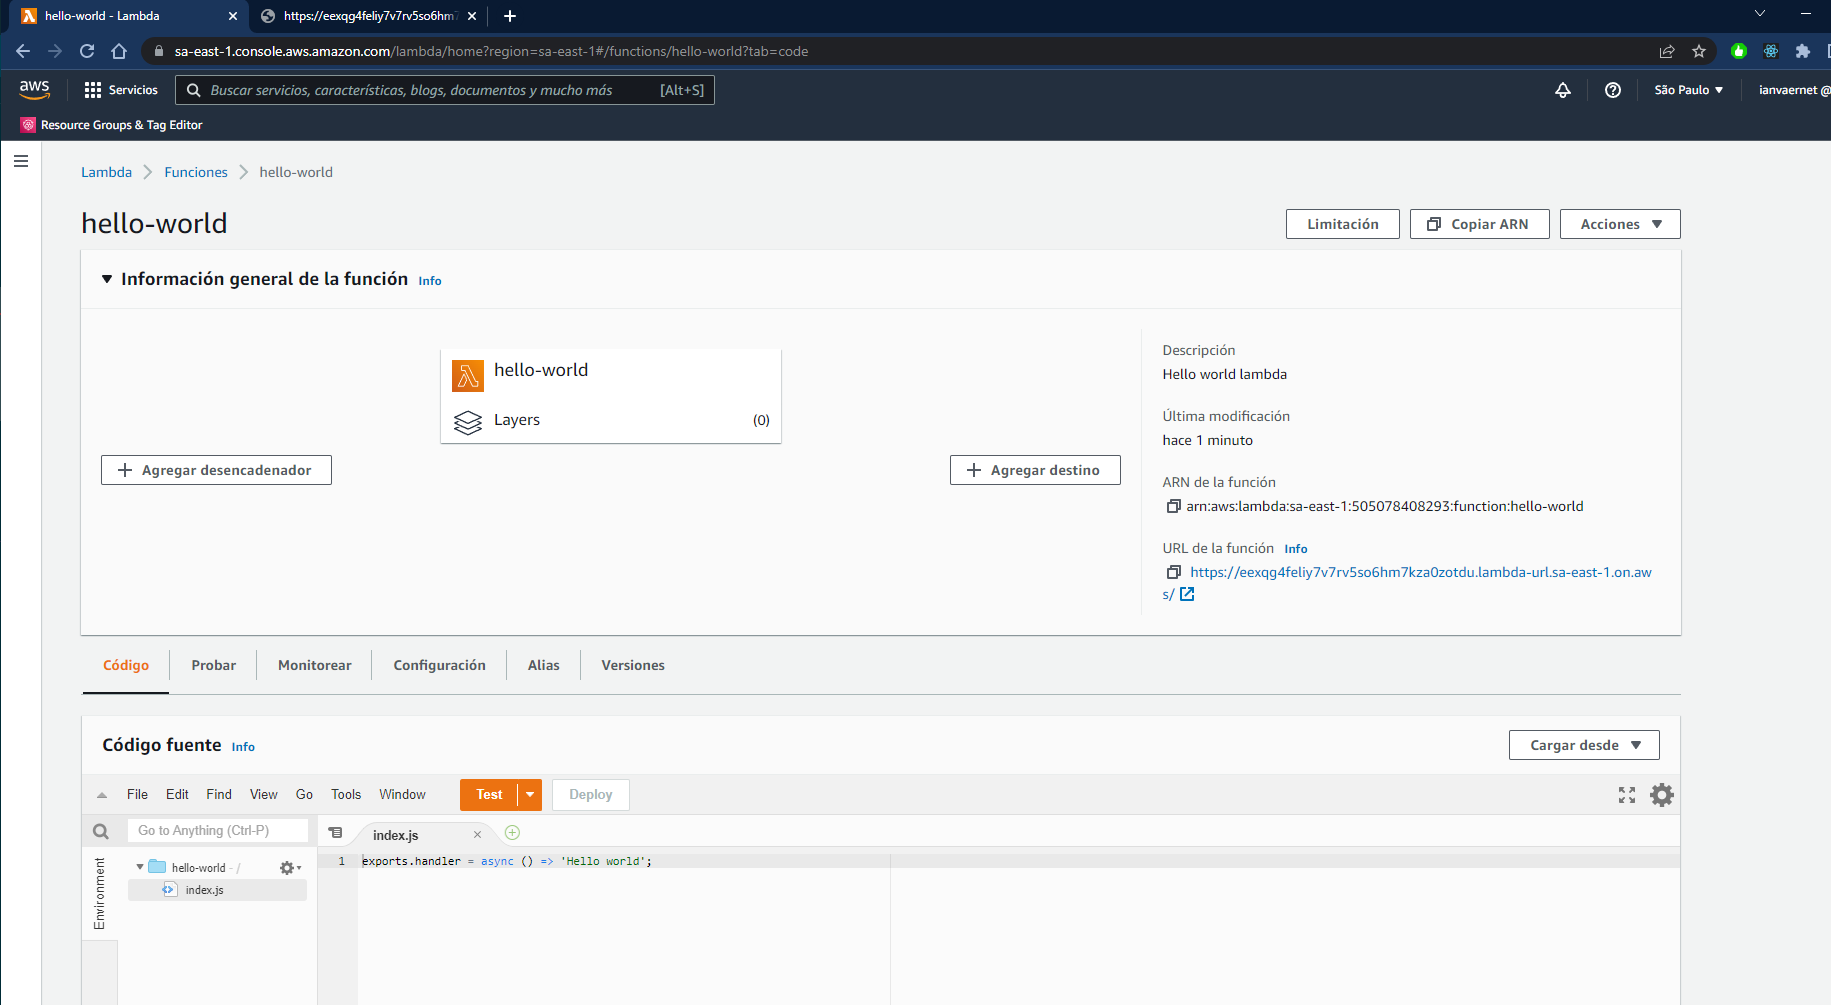 hello-world - Lambda
https://eexqg4feliy7v7rv5so6hm7
sa-east-1.console.aws.amazon.com/lambda/home?region=sa-east-1#/functions/hello-world?tab=code
aws
Servicios
Buscar servicios, características, blogs, documentos y mucho más [Alt+S]
São Paulo
ianvaernet @
Resource Groups & Tag Editor
Lambda
Funciones
hello-world
hello-world
Limitación
Copiar ARN
Acciones
Información general de la función Info
hello-world
Layers (0)
Agregar desencadenador
Agregar destino
Descripción
Hello world lambda
Última modificación
hace 1 minuto
ARN de la función
arn:aws:lambda:sa-east-1:505078408293:function:hello-world
URL de la función Info
https://eexqg4feliy7v7rv5so6hm7kza0zotdu.lambda-url.sa-east-1.on.aw
s/
Código
Probar
Monitorear
Configuración
Alias
Versiones
Código fuente Info
Cargar desde
File Edit Find View Go Tools Window
Test
Deploy
Go to Anything (Ctrl-P)
index.js
Environment
hello-world - /
index.js
1 exports.handler = async () => 'Hello world';